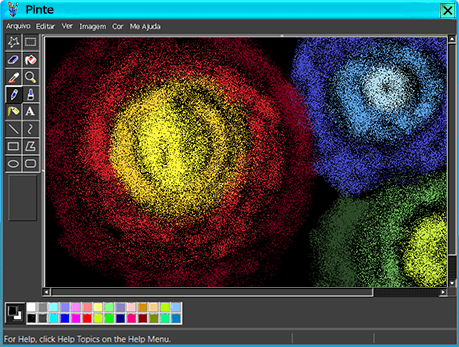 Pinte
Arquivo Editar Ver Imagem Cor Me Ajuda
A
For Help, click Help Topics on the Help Menu.